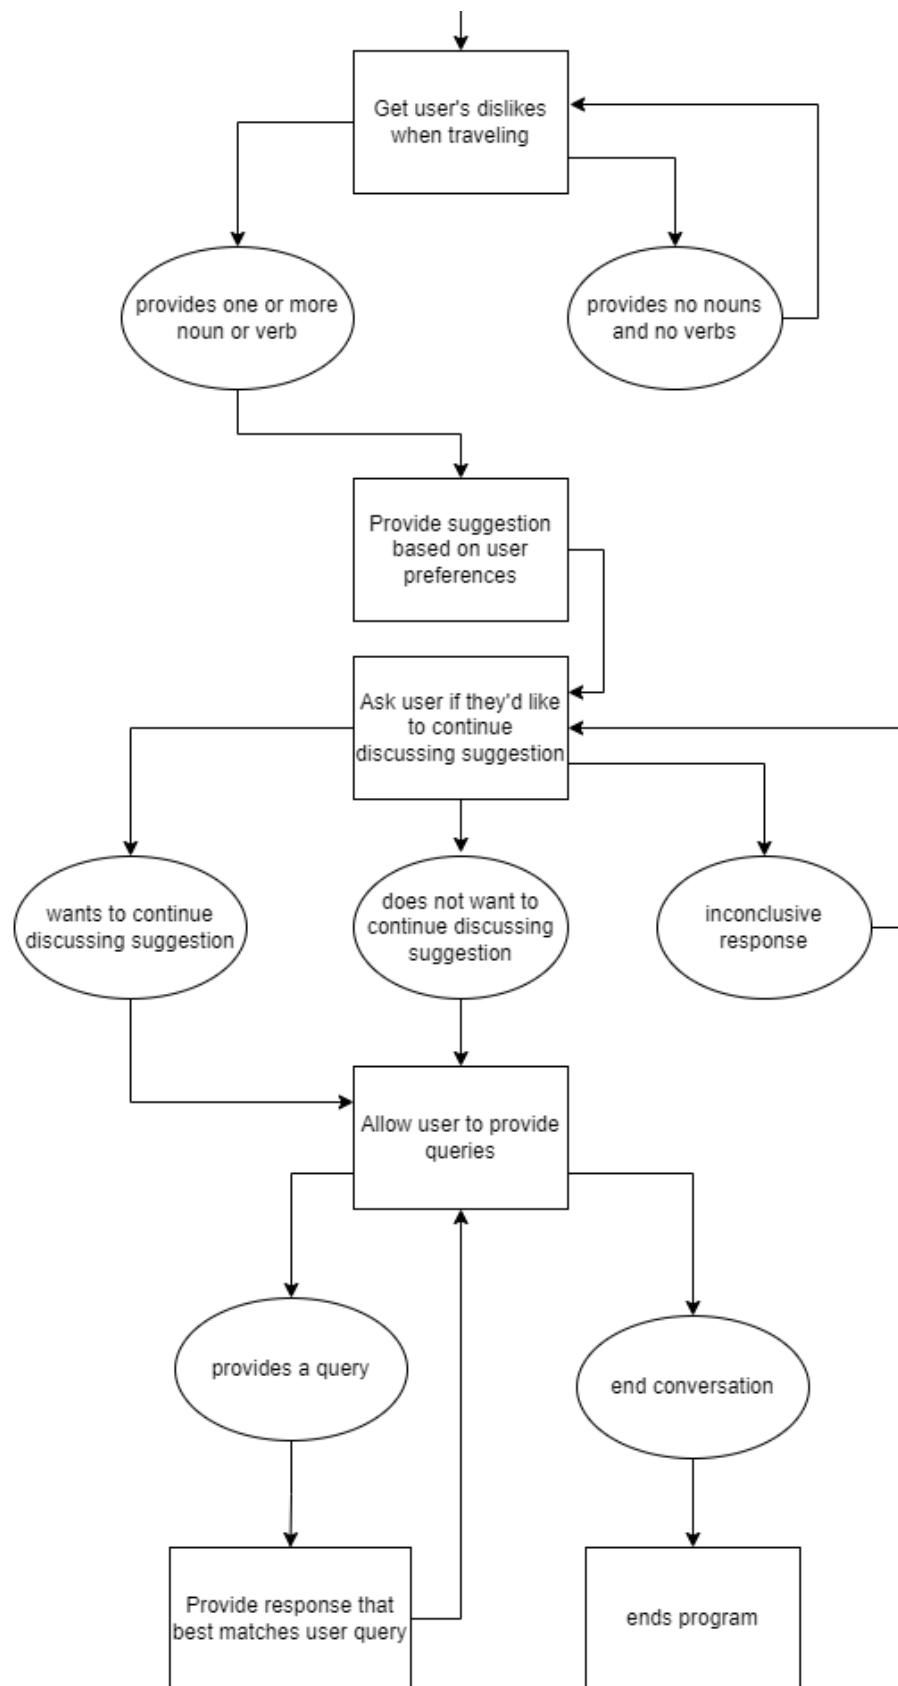 Get user's dislikes
when traveling
provides one or more
noun or verb
provides no nouns
and no verbs
Provide suggestion
based on user
preferences
Ask user if they'd like
to continue
discussing suggestion
wants to continue
discussing suggestion
does not want to
continue discussing
suggestion
inconclusive
response
Allow user to provide
queries
provides a query
end conversation
Provide response that
best matches user query
ends program